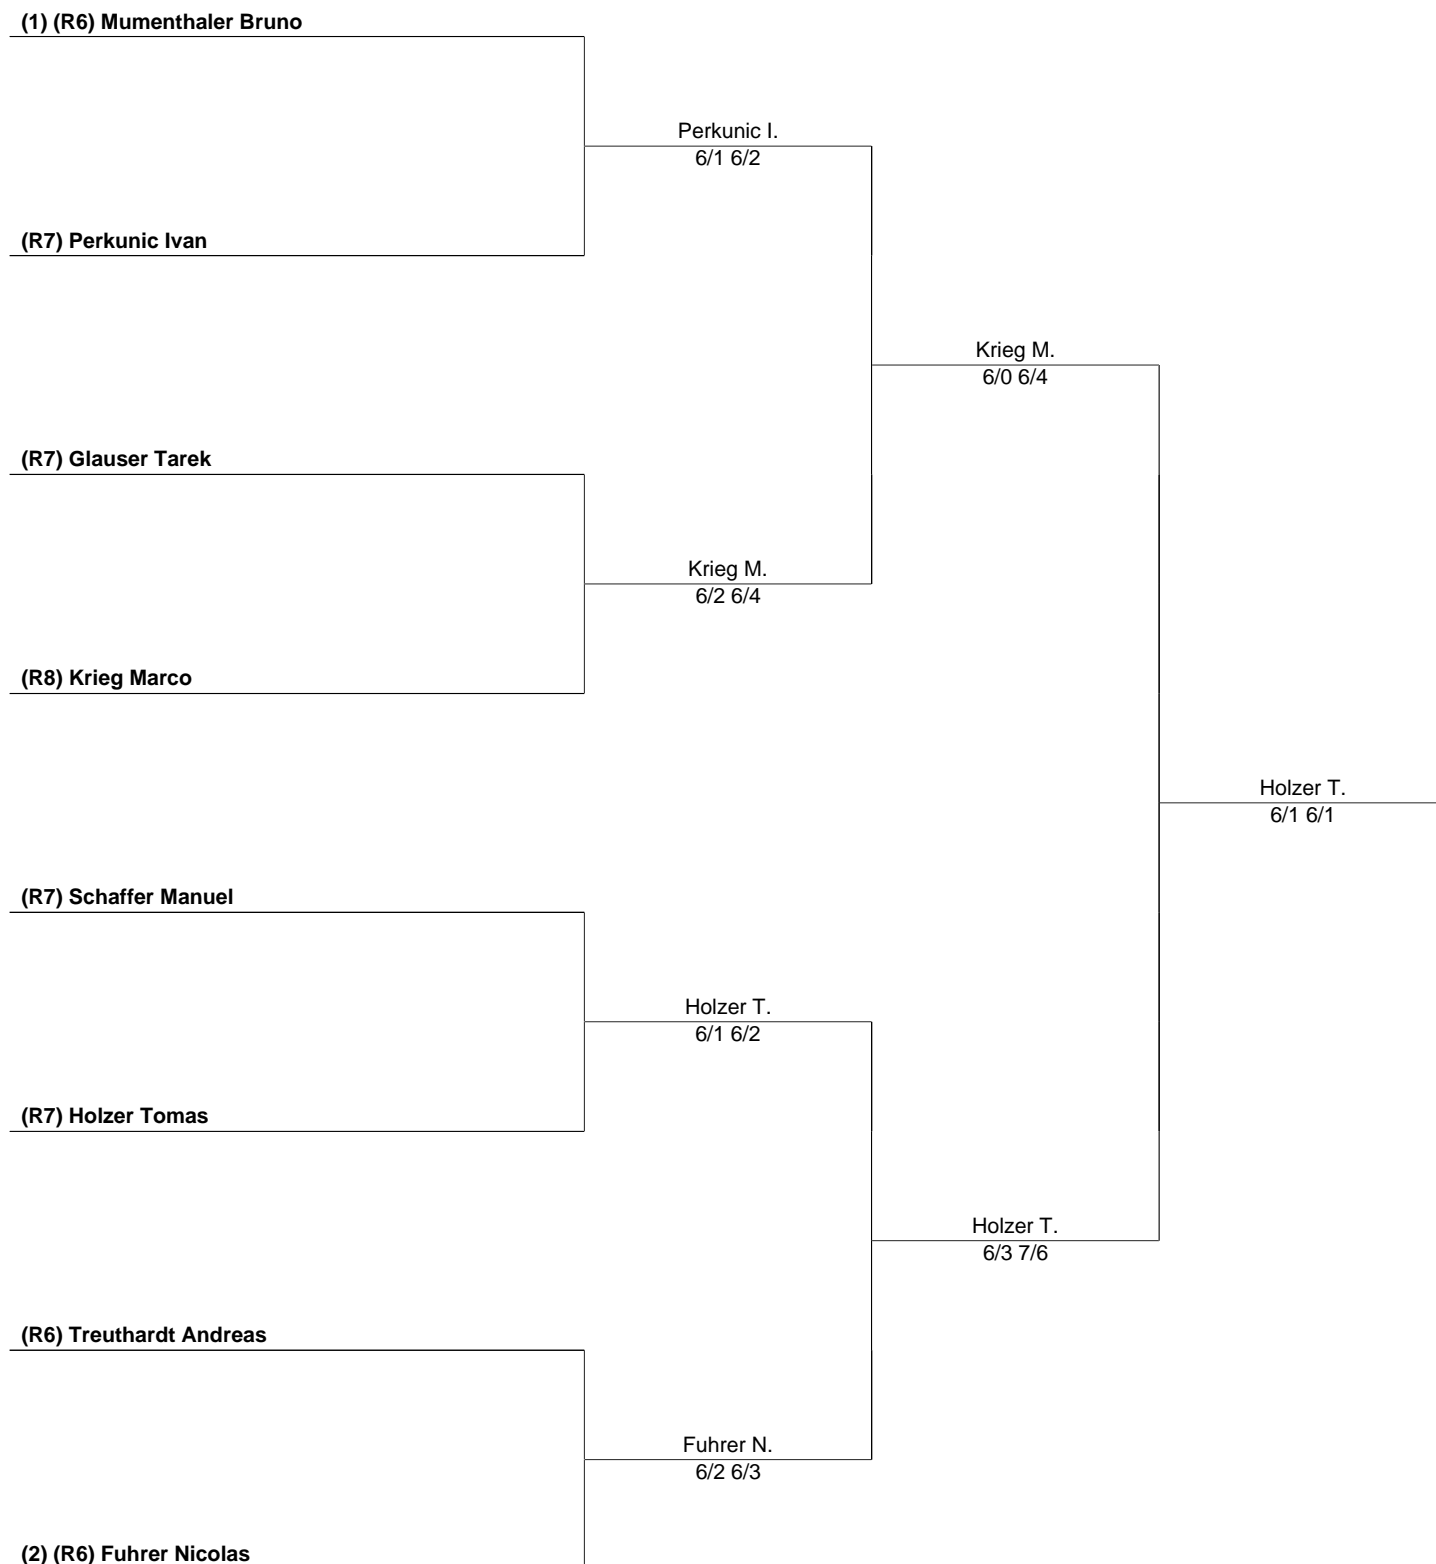 (1) (R6) Mumenthaler Bruno
Perkunic I.
6/1 6/2
(R7) Perkunic Ivan
Krieg M.
6/0 6/4
(R7) Glauser Tarek
Krieg M.
6/2 6/4
(R8) Krieg Marco
Holzer T.
6/1 6/1
(R7) Schaffer Manuel
Holzer T.
6/1 6/2
(R7) Holzer Tomas
Holzer T.
6/3 7/6
(R6) Treuthardt Andreas
Fuhrer N.
6/2 6/3
(2) (R6) Fuhrer Nicolas